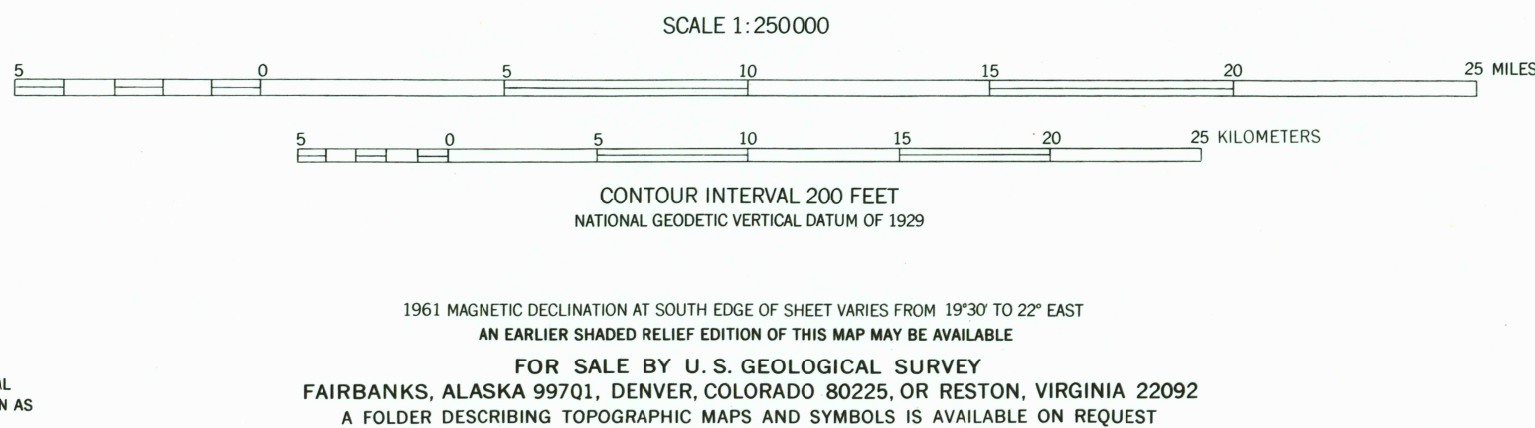 SCALE 1:250000
5 0 5 10 15 20 25 MILES
5 0 5 10 15 20 25 KILOMETERS
CONTOUR INTERVAL 200 FEET
NATIONAL GEODETIC VERTICAL DATUM OF 1929
1961 MAGNETIC DECLINATION AT SOUTH EDGE OF SHEET VARIES FROM 19°30′ TO 22° EAST
AN EARLIER SHADED RELIEF EDITION OF THIS MAP MAY BE AVAILABLE
FOR SALE BY U. S. GEOLOGICAL SURVEY
AL
FAIRBANKS, ALASKA 99701, DENVER, COLORADO 80225, OR RESTON, VIRGINIA 22092
N AS
A FOLDER DESCRIBING TOPOGRAPHIC MAPS AND SYMBOLS IS AVAILABLE ON REQUEST